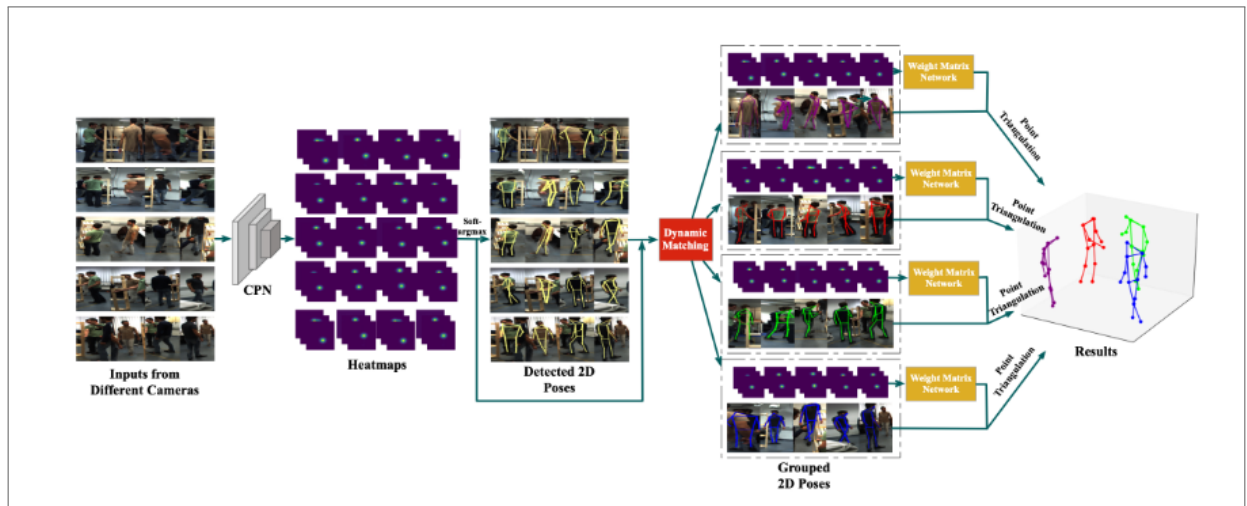 Inputs from
Different Cameras
CPN
Heatmaps
Soft-
argmax
Detected 2D
Poses
Dynamic
Matching
Weight Matrix
Network
Point
Triangulation
Weight Matrix
Network
Point
Triangulation
Weight Matrix
Network
Point
Triangulation
Weight Matrix
Network
Point
Triangulation
Grouped
2D Poses
Results